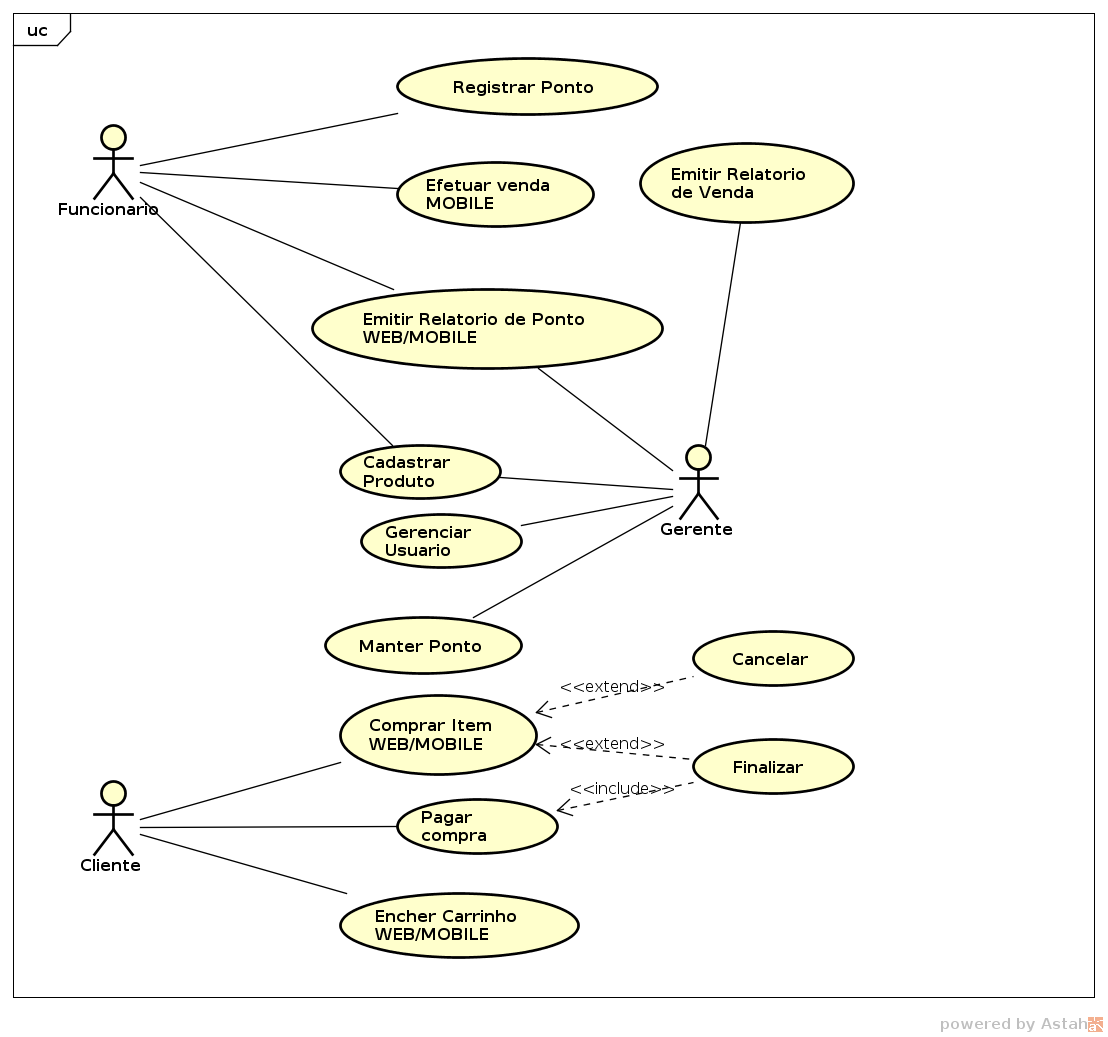 uc
Registrar Ponto
Efetuar venda
MOBILE
Emitir Relatorio
de Venda
Funcionario
Emitir Relatorio de Ponto
WEB/MOBILE
Cadastrar
Produto
Gerenciar
Usuario
Gerente
Manter Ponto
Cancelar
<<extend>>
Comprar Item
WEB/MOBILE
<<extend>>
Finalizar
<<include>>
Pagar
compra
Cliente
Encher Carrinho
WEB/MOBILE
powered by Astah